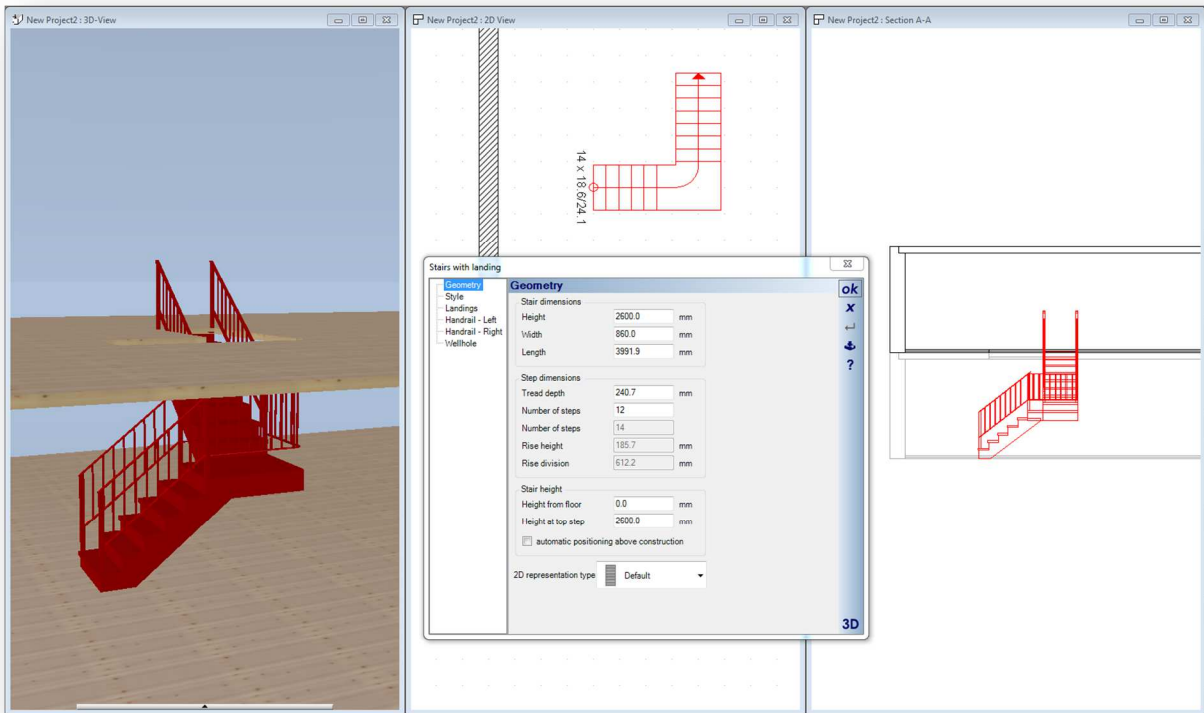 New Project2 : 3D-View
New Project2 : 2D View
New Project2 : Section A-A
14 x 18.6/24.1
Stairs with landing
Geometry
Style
Landings
Handrail - Left
Handrail - Right
Wellhole
Geometry
Stair dimensions
Height 2600.0 mm
Width 860.0 mm
Length 3991.9 mm
Step dimensions
Tread depth 240.7 mm
Number of steps 12
Number of steps 14
Rise height 185.7 mm
Rise division 612.2 mm
Stair height
Height from floor 0.0 mm
Height at top step 2600.0 mm
automatic positioning above construction
2D representation type Default
ok
x
?
3D